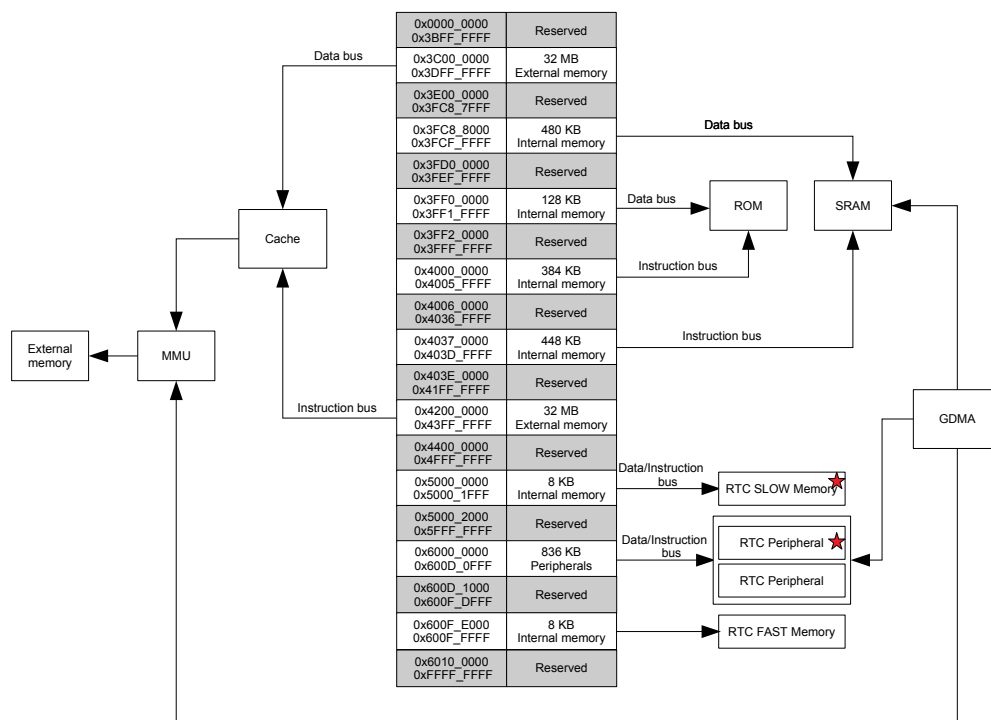 0x0000_0000
0x3BFF_FFFF
Reserved
Data bus
0x3C00_0000
0x3DFF_FFFF
32 MB
External memory
0x3E00_0000
0x3FC8_7FFF
Reserved
0x3FC8_8000
0x3FCF_FFFF
480 KB
Internal memory
Data bus
0x3FD0_0000
0x3FEF_FFFF
Reserved
0x3FF0_0000
0x3FF1_FFFF
128 KB
Internal memory
Data bus
ROM
SRAM
Cache
0x3FF2_0000
0x3FFF_FFFF
Reserved
0x4000_0000
0x4005_FFFF
384 KB
Internal memory
Instruction bus
0x4006_0000
0x4036_FFFF
Reserved
External
memory
MMU
0x4037_0000
0x403D_FFFF
448 KB
Internal memory
Instruction bus
0x403E_0000
0x41FF_FFFF
Reserved
Instruction bus
0x4200_0000
0x43FF_FFFF
32 MB
External memory
GDMA
0x4400_0000
0x4FFF_FFFF
Reserved
0x5000_0000
0x5000_1FFF
8 KB
Internal memory
Data/Instruction
bus
RTC SLOW Memory
0x5000_2000
0x5FFF_FFFF
Reserved
0x6000_0000
0x600D_0FFF
836 KB
Peripherals
Data/Instruction
bus
RTC Peripheral
RTC Peripheral
0x600D_1000
0x600F_DFFF
Reserved
0x600F_E000
0x600F_FFFF
8 KB
Internal memory
RTC FAST Memory
0x6010_0000
0xFFFF_FFFF
Reserved